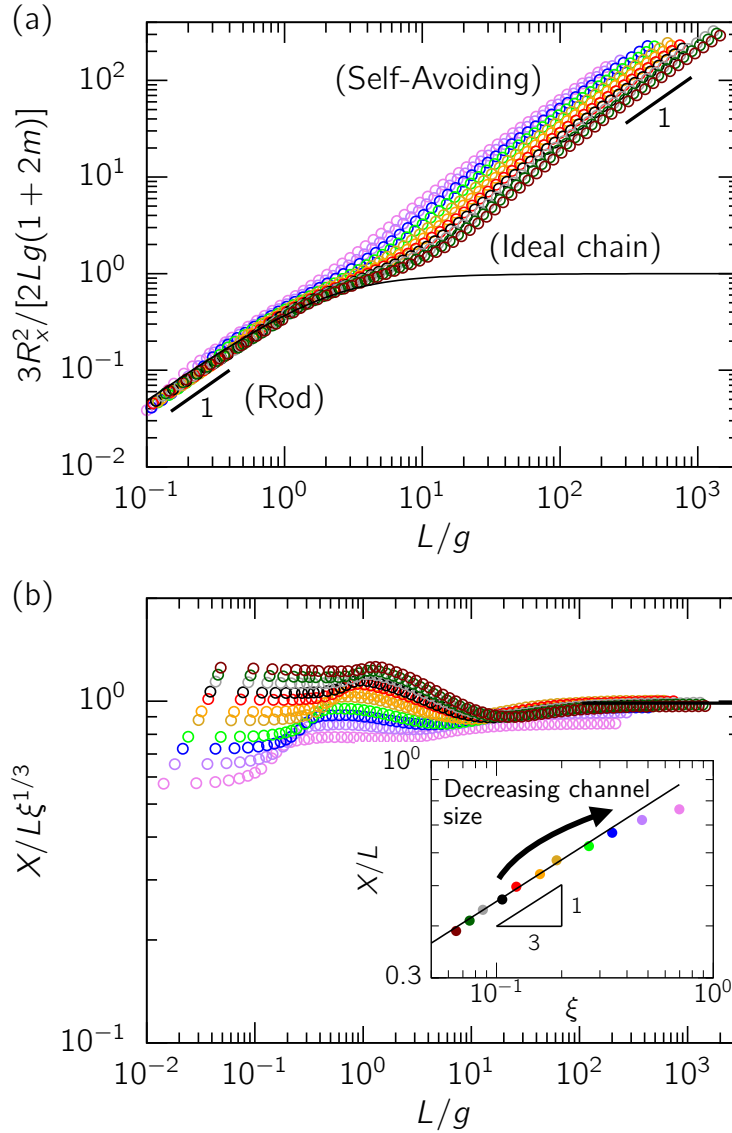 (a)
3R_x^2/[2Lg(1 + 2m)]
10^2
10^1
10^0
10^-1
10^-2
(Self-Avoiding)
1
(Ideal chain)
1
(Rod)
10^-1
10^0
10^1
10^2
10^3
L/g
(b)
X/Lξ^1/3
10^0
10^-1
10^0
Decreasing channel
size
X/L
1
3
0.3
10^-1
10^0
ξ
10^-2
10^-1
10^0
10^1
10^2
10^3
L/g